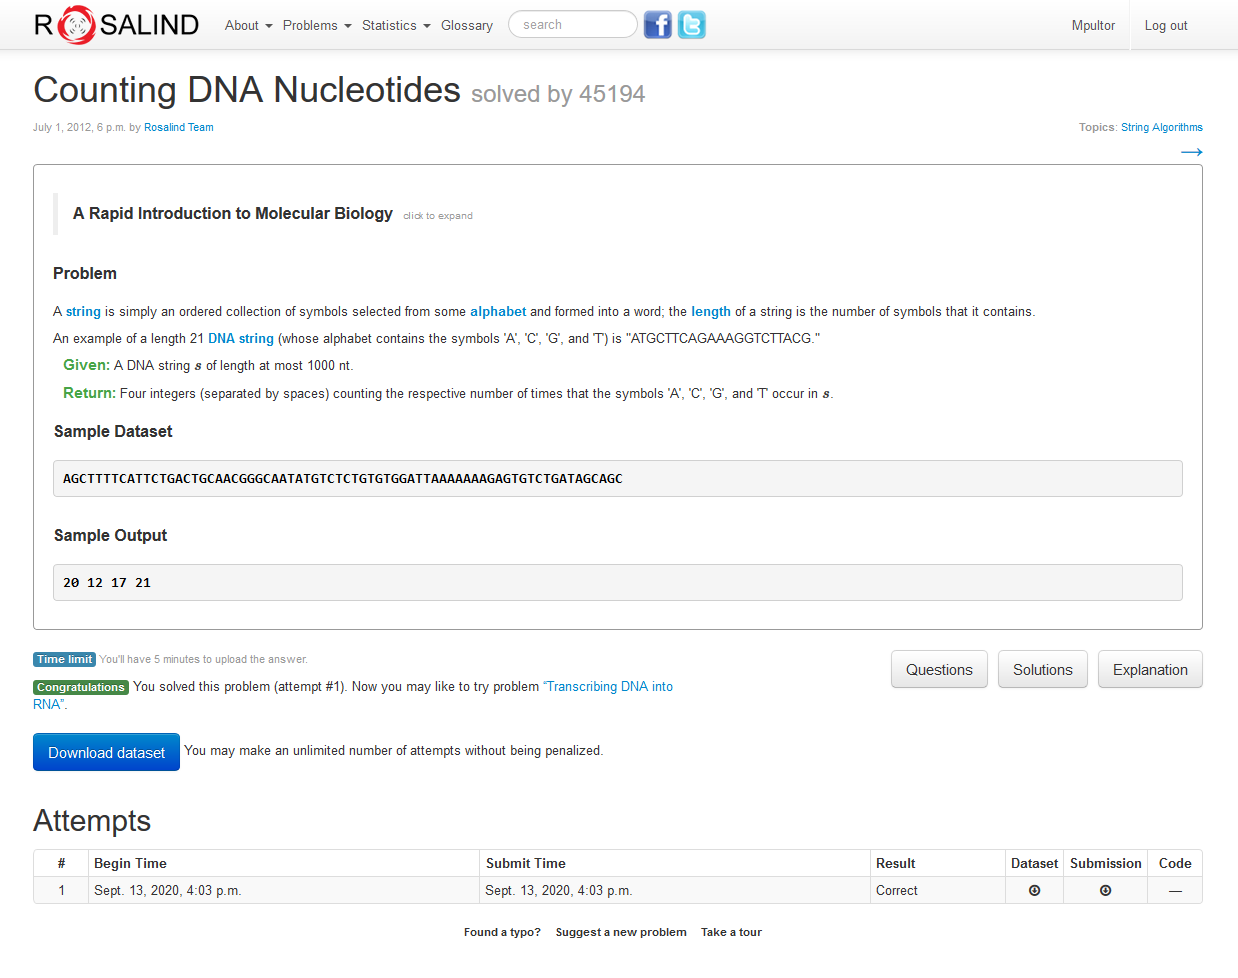 ROSALIND About Problems Statistics Glossary search Mpultor Log out
Counting DNA Nucleotides solved by 45194
July 1, 2012, 6 p.m. by Rosalind Team Topics: String Algorithms
→
A Rapid Introduction to Molecular Biology click to expand
Problem
A string is simply an ordered collection of symbols selected from some alphabet and formed into a word; the length of a string is the number of symbols that it contains.
An example of a length 21 DNA string (whose alphabet contains the symbols 'A', 'C', 'G', and 'T') is "ATGCTTCAGAAAGGTCTTACG."
Given: A DNA string s of length at most 1000 nt.
Return: Four integers (separated by spaces) counting the respective number of times that the symbols 'A', 'C', 'G', and 'T' occur in s.
Sample Dataset
AGCTTTTCATTCTGACTGCAACGGGCAATATGTCTCTGTGTGGATTAAAAAAAGAGTGTCTGATAGCAGC
Sample Output
20 12 17 21
Time limit You'll have 5 minutes to upload the answer.
Questions Solutions Explanation
Congratulations You solved this problem (attempt #1). Now you may like to try problem “Transcribing DNA into
RNA”.
Download dataset You may make an unlimited number of attempts without being penalized.
Attempts
# Begin Time Submit Time Result Dataset Submission Code
1 Sept. 13, 2020, 4:03 p.m. Sept. 13, 2020, 4:03 p.m. Correct —
Found a typo? Suggest a new problem Take a tour